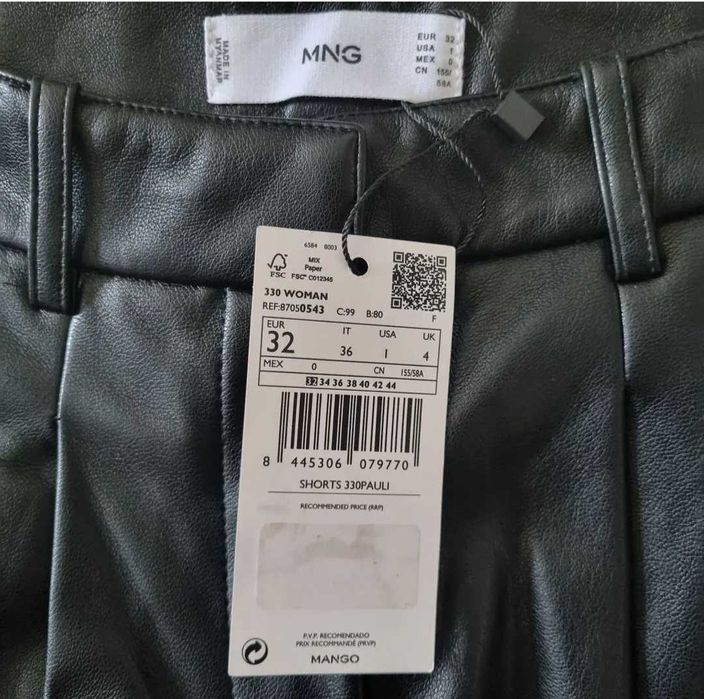 MADE IN
MYANMAR
MNG
EUR 32
USA 1
MEX 0
CN 155/
58A
6584 8003
FSC
MIX
Paper
FSC® C012345
330 WOMAN
REF:87050543 C:99 B:80 F
EUR IT USA UK
32 36 1 4
MEX 0 CN 155/58A
32 34 36 38 40 42 44
8 445306 079770
SHORTS 330PAULI
RECOMMENDED PRICE (RRP)
P.V.P. RECOMENDADO
PRIX RECOMMANDÉ (PRVP)
MANGO